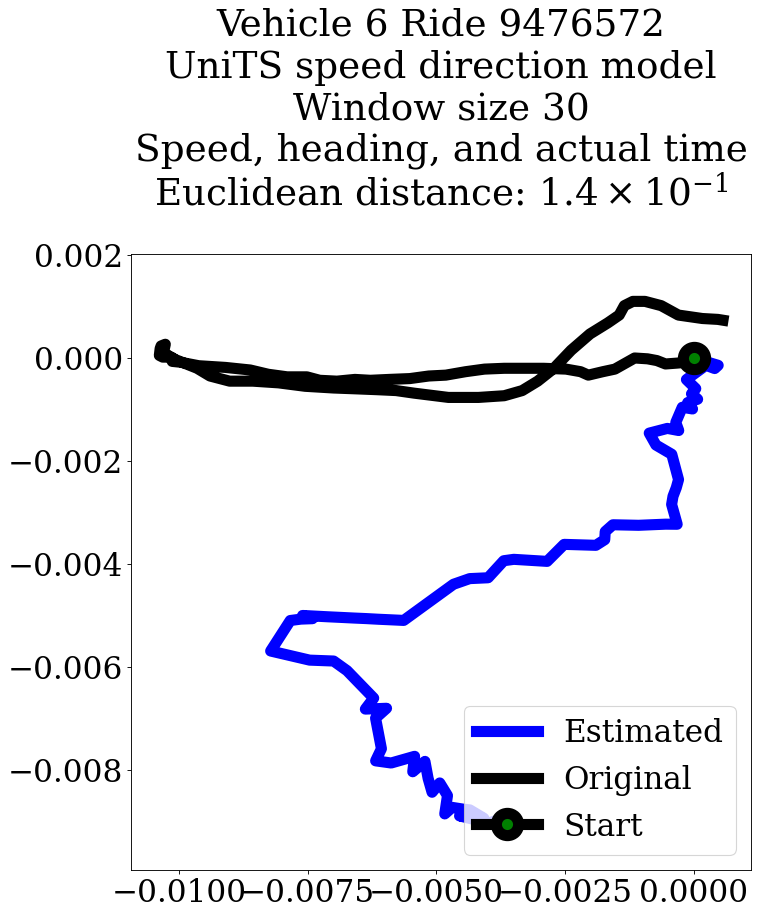 Vehicle 6 Ride 9476572
UniTS speed direction model
Window size 30
Speed, heading, and actual time
Euclidean distance: 1.4 × 10⁻¹
0.002
0.000
−0.002
−0.004
−0.006
−0.008
Estimated
Original
Start
−0.0100 −0.0075 −0.0050 −0.0025 0.0000